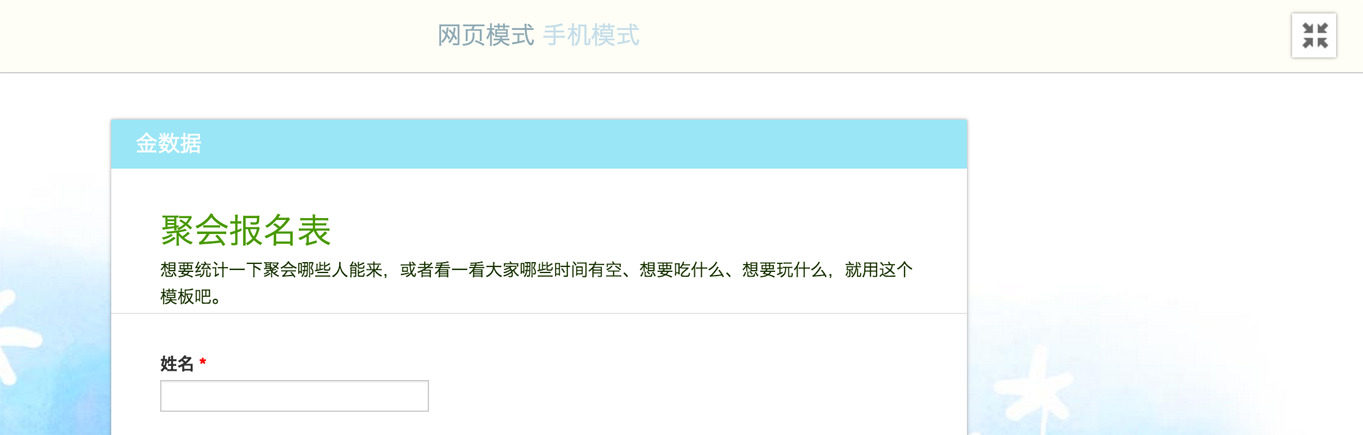 网页模式 手机模式
金数据
聚会报名表
想要统计一下聚会哪些人能来，或者看一看大家哪些时间有空、想要吃什么、想要玩什么，就用这个
模板吧。
姓名 *